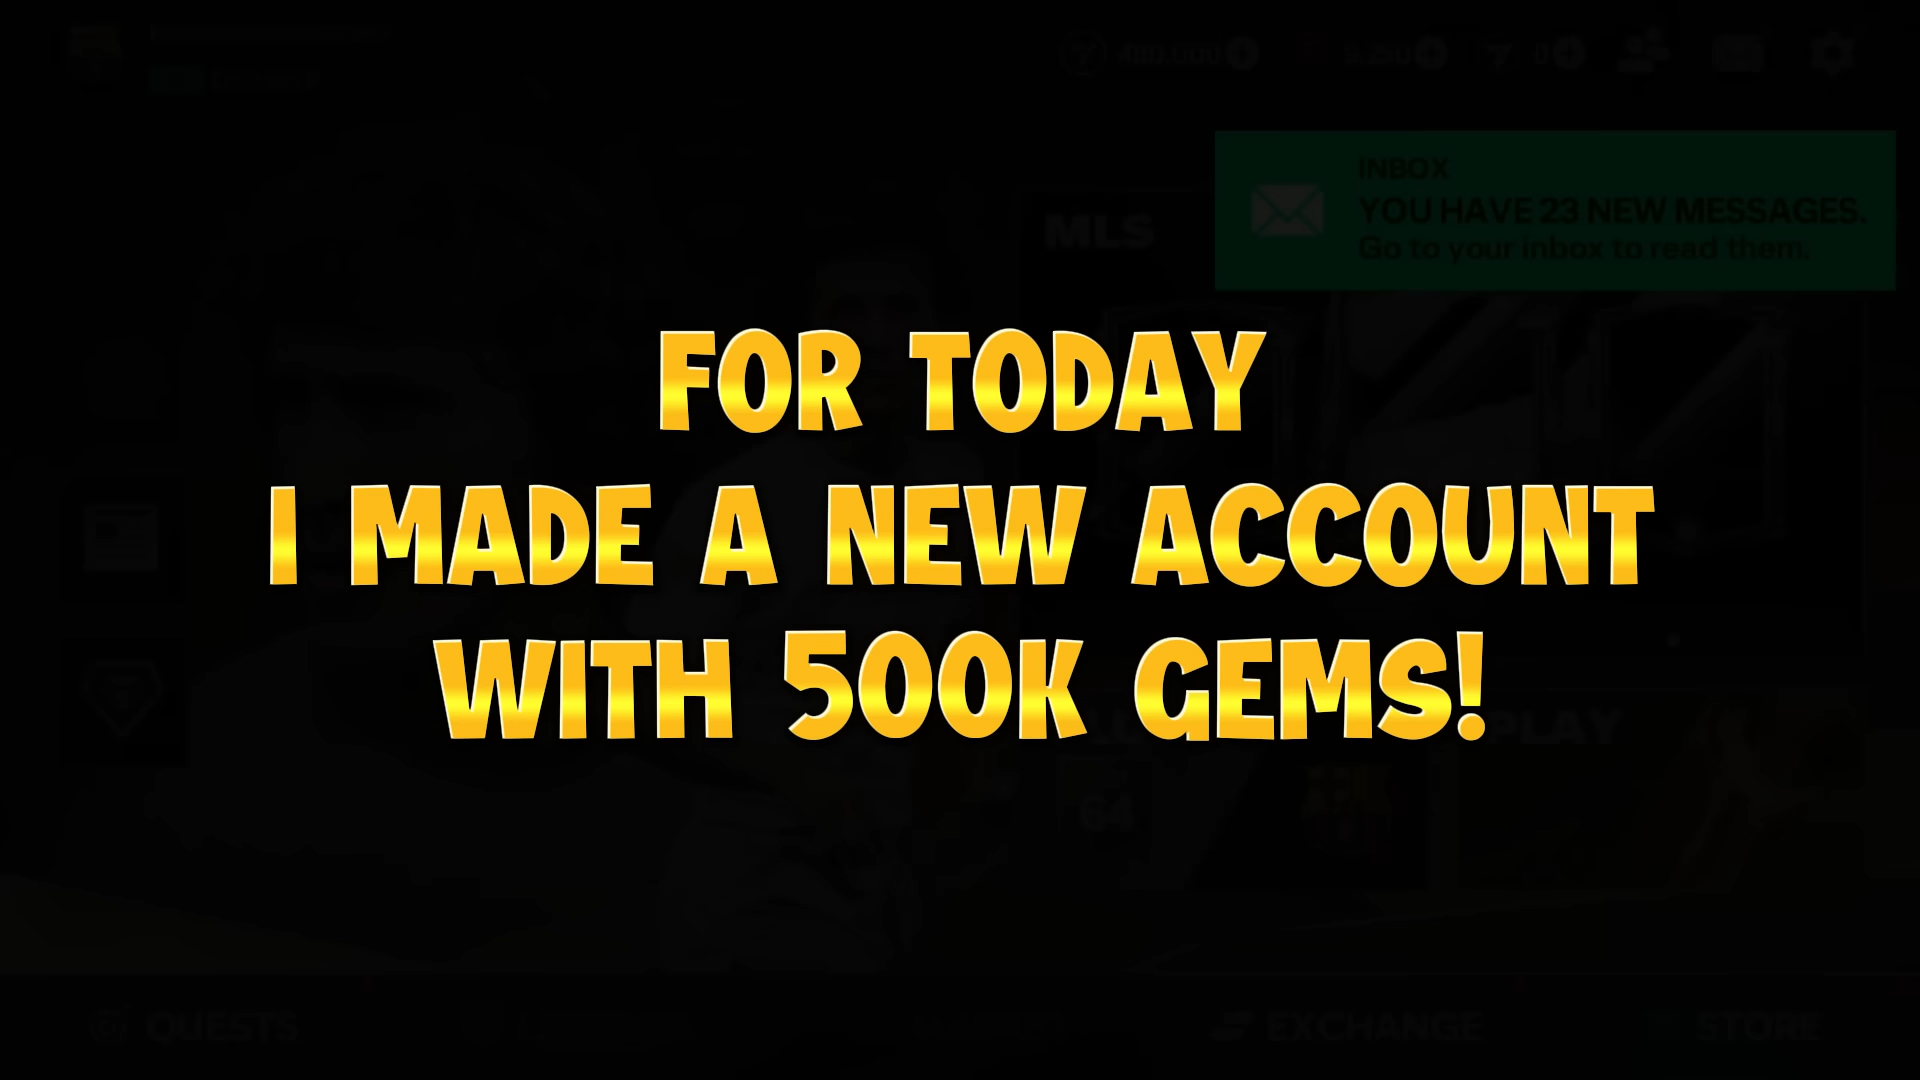 INBOX
YOU HAVE 23 NEW MESSAGES.
Go to your inbox to read them.
MLS
FOR TODAY
I MADE A NEW ACCOUNT
WITH 500K GEMS!
PLAY
64
QUESTS
EXCHANGE
STORE